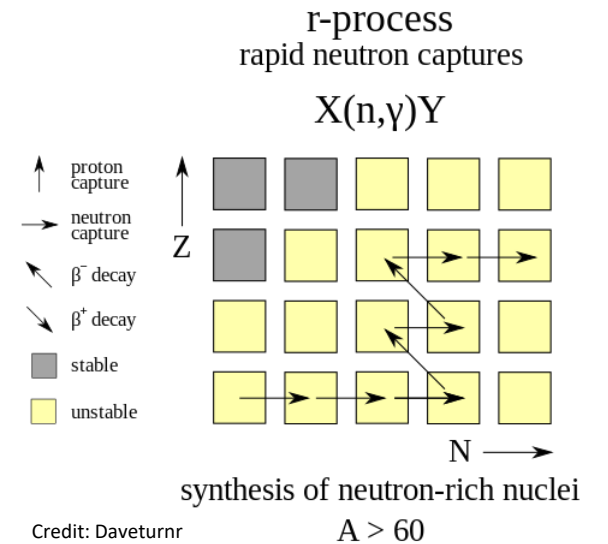 r-process
rapid neutron captures
X(n,γ)Y
proton
capture
neutron
capture
β⁻ decay
β⁺ decay
stable
unstable
Z
N
synthesis of neutron-rich nuclei
A > 60
Credit: Daveturnr